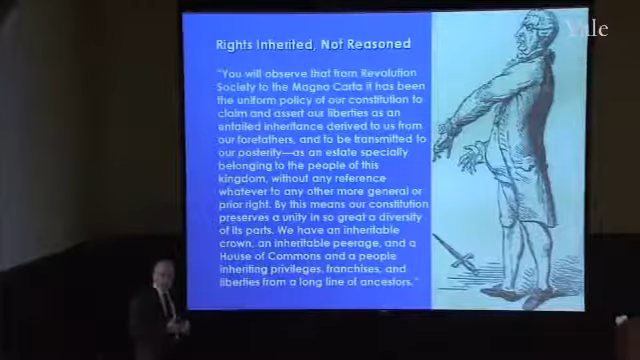 Yale
Rights Inherited, Not Reasoned
"You will observe that from Revolution
Society to the Magna Carta it has been
the uniform policy of our constitution to
claim and assert our liberties as an
entailed inheritance derived to us from
our forefathers, and to be transmitted to
our posterity—as an estate specially
belonging to the people of this
kingdom, without any reference
whatever to any other more general or
prior right. By this means our constitution
preserves a unity in so great a diversity
of its parts. We have an inheritable
crown, an inheritable peerage, and a
House of Commons and a people
inheriting privileges, franchises, and
liberties from a long line of ancestors."